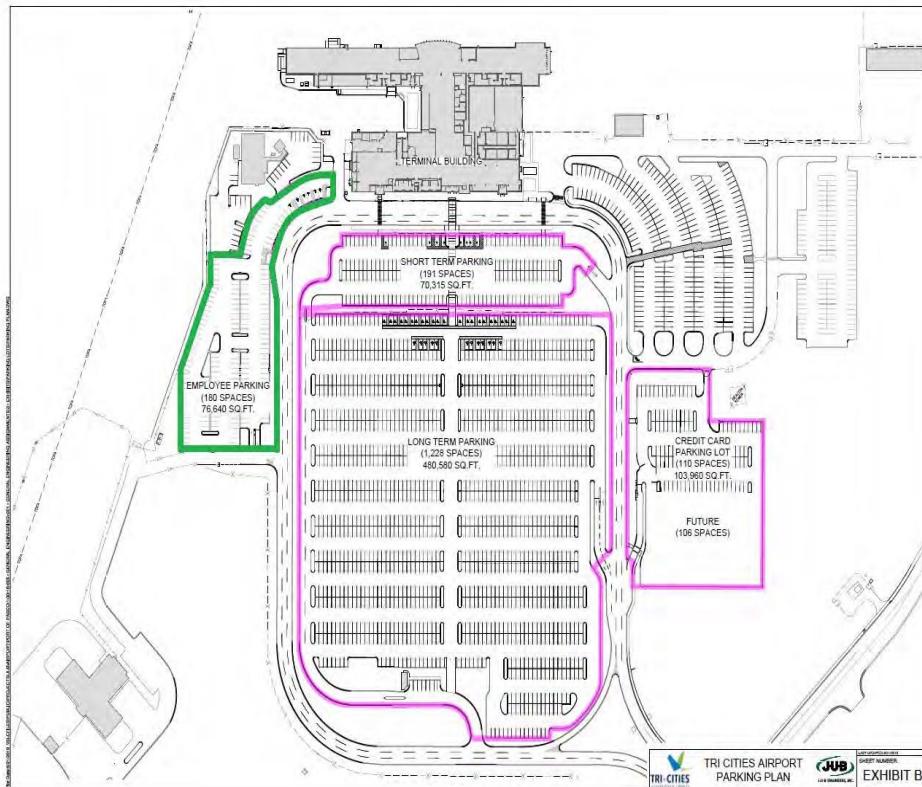 TERMINAL BUILDING
SHORT TERM PARKING
(191 SPACES)
70,315 SQ.FT.
EMPLOYEE PARKING
(180 SPACES)
76,640 SQ.FT.
LONG TERM PARKING
(1,228 SPACES)
480,580 SQ.FT.
CREDIT CARD
PARKING LOT
(110 SPACES)
103,960 SQ.FT.
FUTURE
(106 SPACES)
TRI-CITIES
TRI CITIES AIRPORT
PARKING PLAN
JUB
J-U-B ENGINEERS, INC.
SHEET NUMBER:
EXHIBIT B